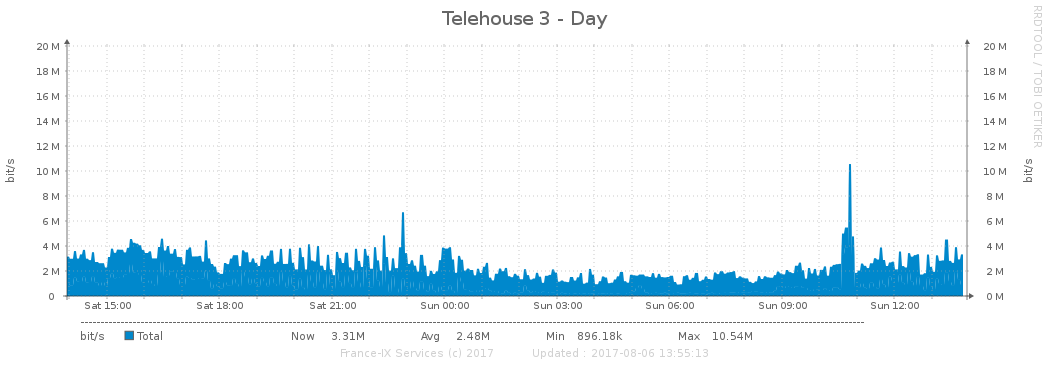 Telehouse 3 - Day
RRDTOOL / TOBI OETIKER
bit/s
20 M
18 M
16 M
14 M
12 M
10 M
8 M
6 M
4 M
2 M
0
20 M
18 M
16 M
14 M
12 M
10 M
8 M
6 M
4 M
2 M
0 M
bit/s
Sat 15:00 Sat 18:00 Sat 21:00 Sun 00:00 Sun 03:00 Sun 06:00 Sun 09:00 Sun 12:00
bit/s Total Now 3.31M Avg 2.48M Min 896.18k Max 10.54M
France-IX Services (c) 2017 Updated : 2017-08-06 13:55:13